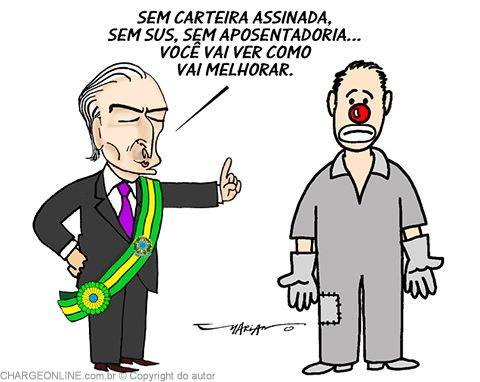 SEM CARTEIRA ASSINADA,
SEM SUS, SEM APOSENTADORIA...
VOCÊ VAI VER COMO
VAI MELHORAR.
MARIANO
CHARGEONLINE.com.br © Copyright do autor